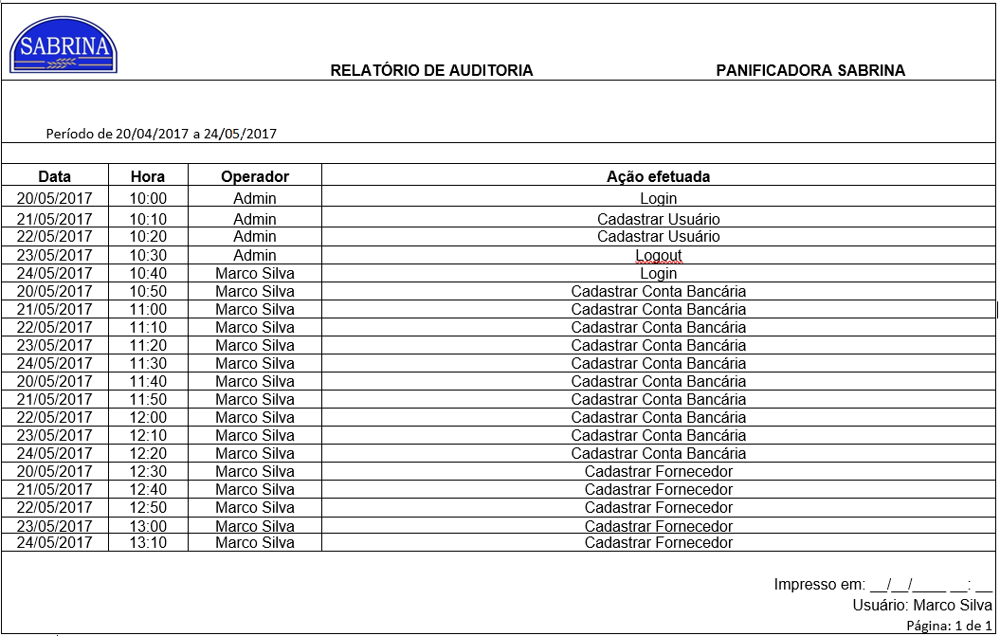 SABRINA
RELATÓRIO DE AUDITORIA PANIFICADORA SABRINA
Período de 20/04/2017 a 24/05/2017
Data Hora Operador Ação efetuada
20/05/2017 10:00 Admin Login
21/05/2017 10:10 Admin Cadastrar Usuário
22/05/2017 10:20 Admin Cadastrar Usuário
23/05/2017 10:30 Admin Logout
24/05/2017 10:40 Marco Silva Login
20/05/2017 10:50 Marco Silva Cadastrar Conta Bancária
21/05/2017 11:00 Marco Silva Cadastrar Conta Bancária
22/05/2017 11:10 Marco Silva Cadastrar Conta Bancária
23/05/2017 11:20 Marco Silva Cadastrar Conta Bancária
24/05/2017 11:30 Marco Silva Cadastrar Conta Bancária
20/05/2017 11:40 Marco Silva Cadastrar Conta Bancária
21/05/2017 11:50 Marco Silva Cadastrar Conta Bancária
22/05/2017 12:00 Marco Silva Cadastrar Conta Bancária
23/05/2017 12:10 Marco Silva Cadastrar Conta Bancária
24/05/2017 12:20 Marco Silva Cadastrar Conta Bancária
20/05/2017 12:30 Marco Silva Cadastrar Fornecedor
21/05/2017 12:40 Marco Silva Cadastrar Fornecedor
22/05/2017 12:50 Marco Silva Cadastrar Fornecedor
23/05/2017 13:00 Marco Silva Cadastrar Fornecedor
24/05/2017 13:10 Marco Silva Cadastrar Fornecedor
Impresso em: __/__/____ __: __
Usuário: Marco Silva
Página: 1 de 1